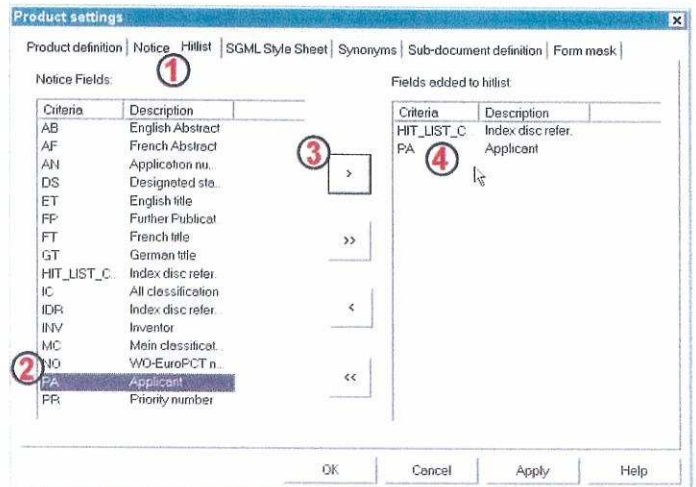 Product settings
Product definition Notice Hitlist SGML Style Sheet Synonyms Sub-document definition Form mask
1
Notice Fields:
Fields added to hitlist:
Criteria Description
AB English Abstract
AF French Abstract
AN Application nu..
DS Designated sta..
ET English title
FP Further Publicat.
FT French title
GT German title
HIT_LIST_C.. Index disc refer.
IC All classification
IDR Index disc refer.
INV Inventor
MC Main classificat..
NO WO-EuroPCT n...
2
PA Applicant
PR Priority number
3
>
>>
<
<<
Criteria Description
HIT_LIST_C Index disc refer.
PA Applicant
4
OK Cancel Apply Help